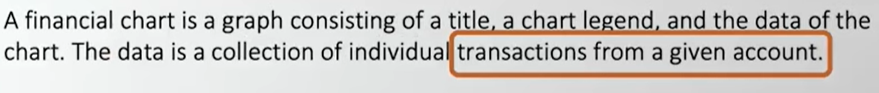 A financial chart is a graph consisting of a title, a chart legend, and the data of the
chart. The data is a collection of individual transactions from a given account.